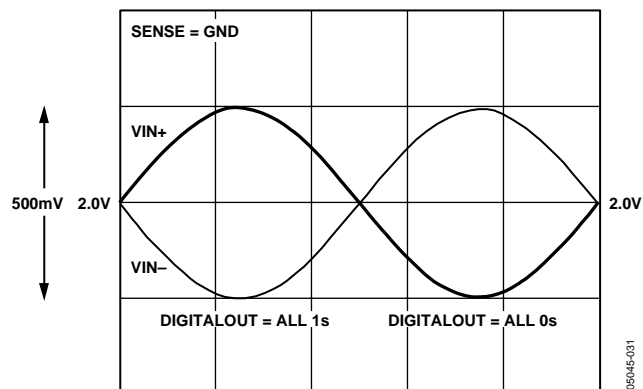 SENSE = GND
VIN+
500mV
2.0V
2.0V
VIN–
DIGITALOUT = ALL 1s
DIGITALOUT = ALL 0s
05045-031